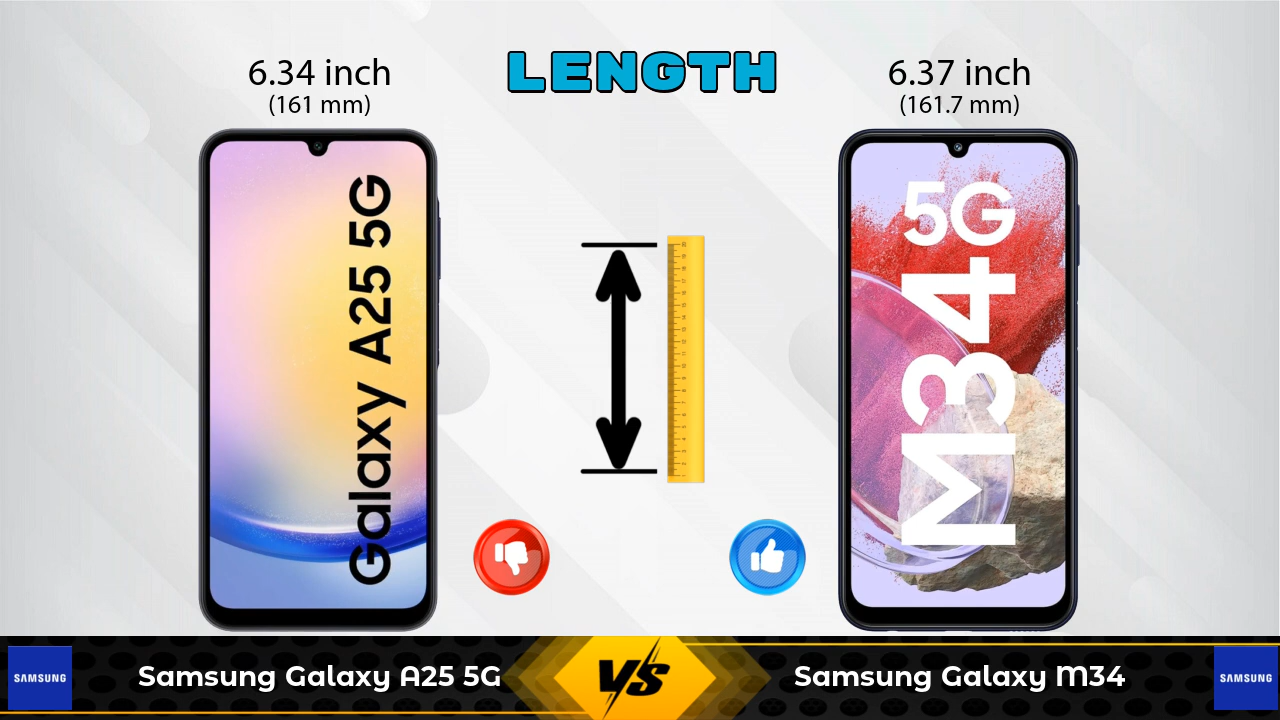 LENGTH
6.34 inch
(161 mm)
6.37 inch
(161.7 mm)
Galaxy A25 5G
5G
M34
SAMSUNG
Samsung Galaxy A25 5G
VS
Samsung Galaxy M34
SAMSUNG